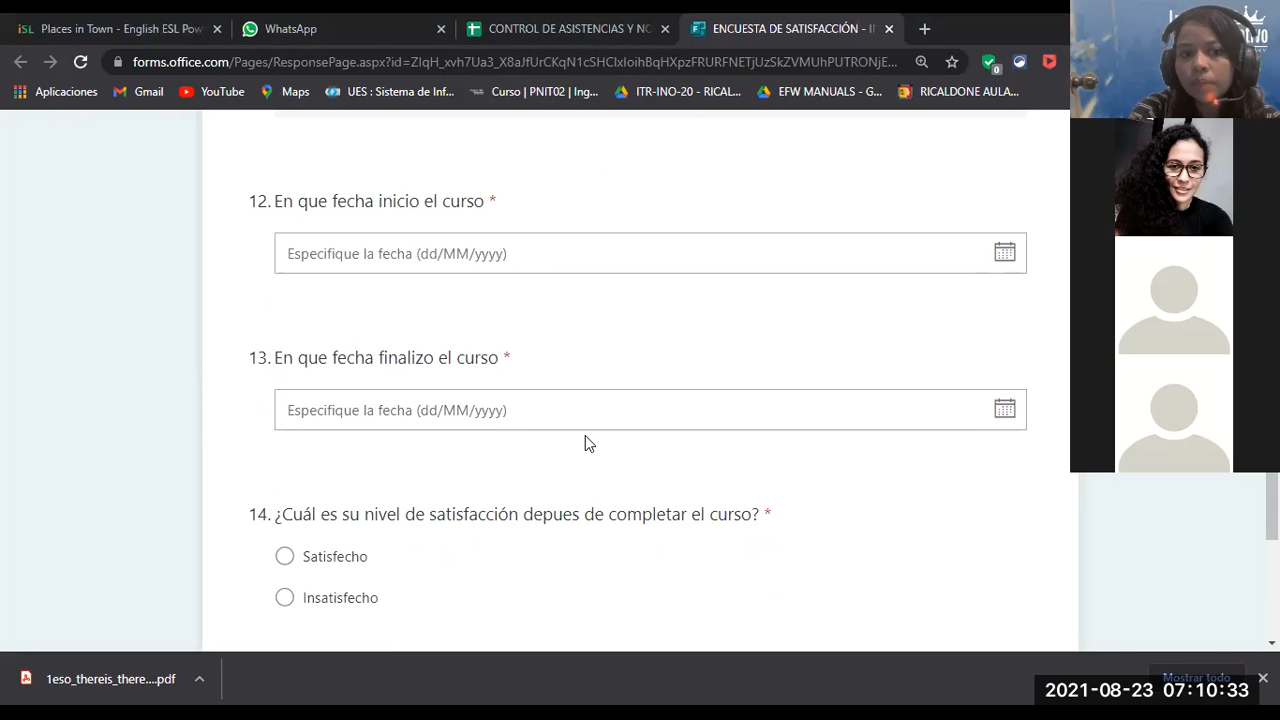 Places in Town - English ESL Pow
WhatsApp
CONTROL DE ASISTENCIAS Y NO
ENCUESTA DE SATISFACCIÓN - I
forms.office.com/Pages/ResponsePage.aspx?id=
Aplicaciones
Gmail
YouTube
Maps
UES : Sistema de Inf...
Curso | PNIT02 | Ing...
ITR-INO-20 - RICAL...
EFW MANUALS - G...
RICALDONE AULA...
12. En que fecha inicio el curso *
Especifique la fecha (dd/MM/yyyy)
13. En que fecha finalizo el curso *
Especifique la fecha (dd/MM/yyyy)
14. ¿Cuál es su nivel de satisfacción depues de completar el curso? *
Satisfecho
Insatisfecho
1eso_thereis_there....pdf
Mostrar todo
2021-08-23 07:10:33